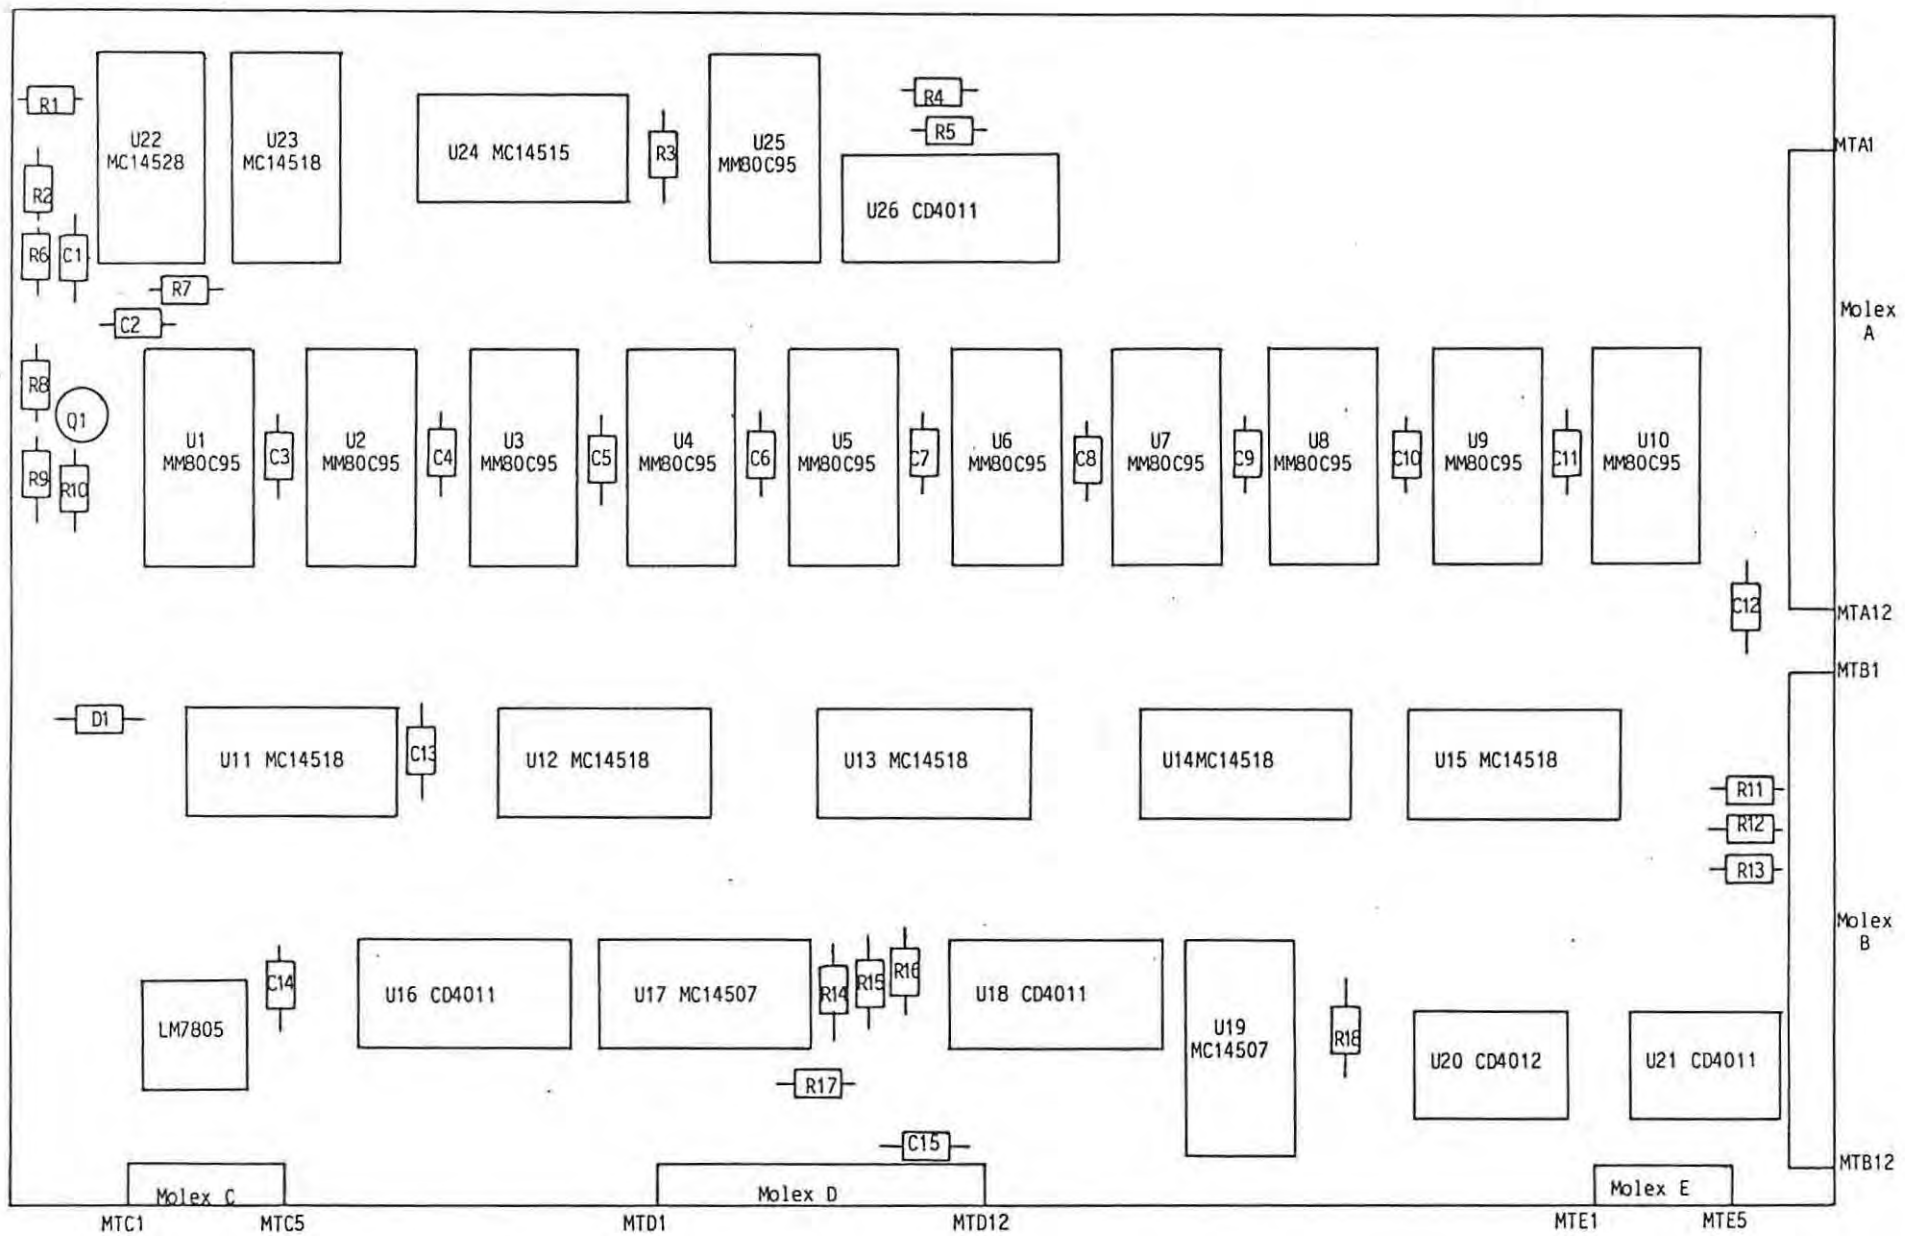 R1
U22
MC14528
U23
MC14518
U24 MC14515
R3
U25
MM80C95
R4
R5
U26 CD4011
MTA1
R2
R6
C1
R7
C2
Molex
A
R8
Q1
R9
R10
U1
MM80C95
C3
U2
MM80C95
C4
U3
MM80C95
C5
U4
MM80C95
C6
U5
MM80C95
C7
U6
MM80C95
C8
U7
MM80C95
C9
U8
MM80C95
C10
U9
MM80C95
C11
U10
MM80C95
C12
MTA12
MTB1
D1
U11 MC14518
C13
U12 MC14518
U13 MC14518
U14MC14518
U15 MC14518
R11
R12
R13
Molex
B
LM7805
C14
U16 CD4011
U17 MC14507
R14
R15
R16
U18 CD4011
U19
MC14507
R18
U20 CD4012
U21 CD4011
R17
C15
MTB12
Molex C
Molex D
Molex E
MTC1
MTC5
MTD1
MTD12
MTE1
MTE5